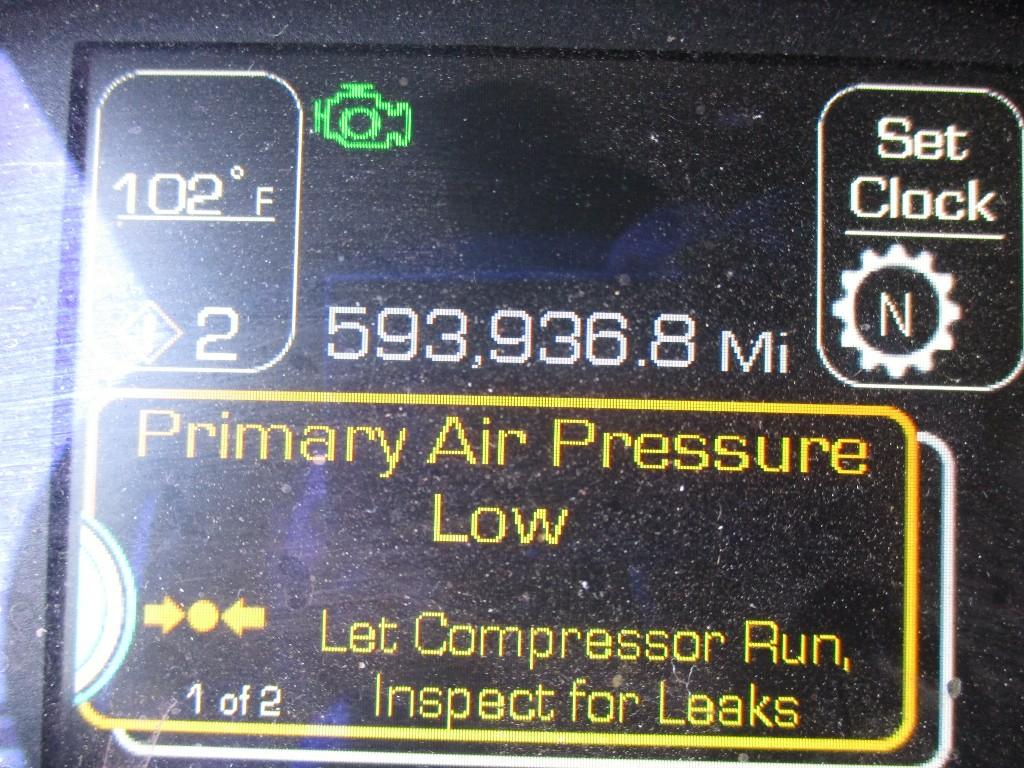 102°F
Set
Clock
N
2
593,936.8 Mi
Primary Air Pressure
Low
Let Compressor Run,
Inspect for Leaks
1 of 2